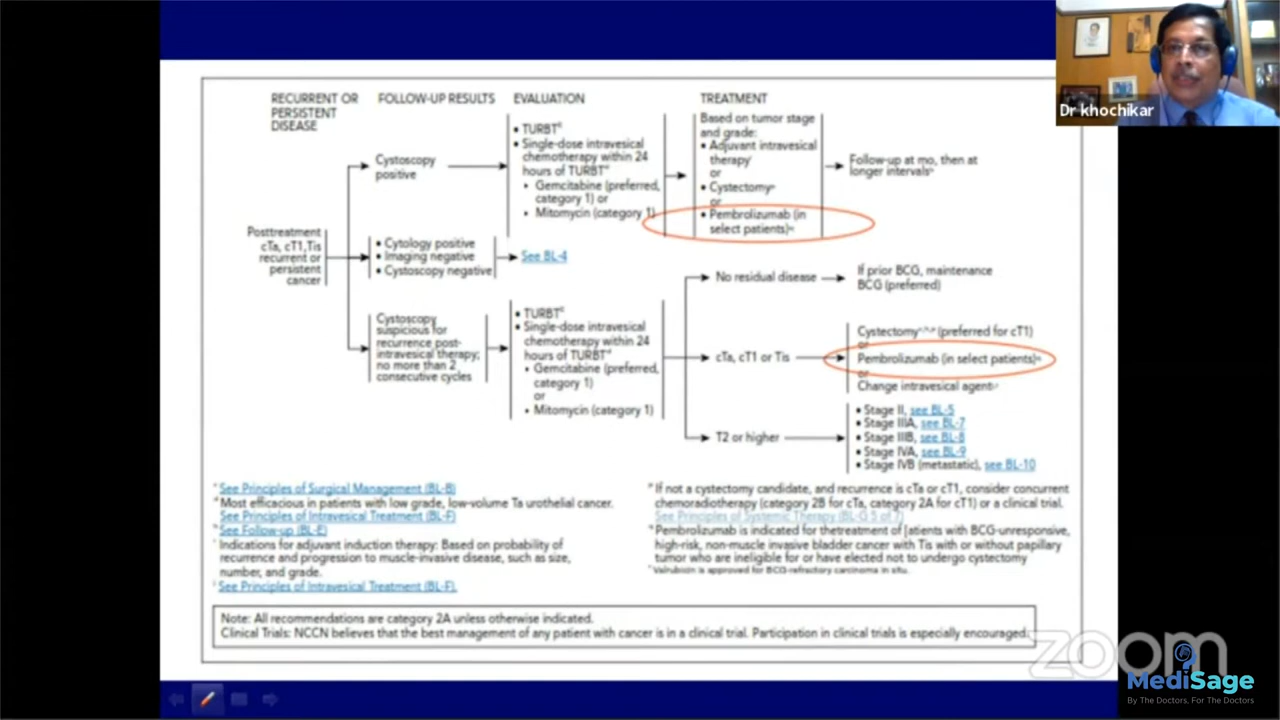 Dr khochikar
RECURRENT OR
PERSISTENT
DISEASE
FOLLOW-UP RESULTS
EVALUATION
TREATMENT
Posttreatment
cTa, cT1,Tis
recurrent or
persistent
cancer
Cystoscopy
positive
• TURBT
• Single-dose intravesical
chemotherapy within 24
hours of TURBT
• Gemcitabine (preferred,
category 1) or
• Mitomycin (category 1)
Based on tumor stage
and grade:
• Adjuvant intravesical
therapy
or
• Cystectomy
or
• Pembrolizumab (in
select patients)
Follow-up at mo, then at
longer intervals
• Cytology positive
• Imaging negative
• Cystoscopy negative
See BL-4
Cystoscopy
suspicious for
recurrence post-
intravesical therapy;
no more than 2
consecutive cycles
• TURBT
• Single-dose intravesical
chemotherapy within 24
hours of TURBT
• Gemcitabine (preferred,
category 1)
or
• Mitomycin (category 1)
No residual disease
If prior BCG, maintenance
BCG (preferred)
cTa, cT1 or Tis
Cystectomy (preferred for cT1)
or
Pembrolizumab (in select patients)
or
Change intravesical agent
T2 or higher
• Stage II, see BL-5
• Stage IIIA, see BL-7
• Stage IIIB, see BL-8
• Stage IVA, see BL-9
• Stage IVB (metastatic), see BL-10
See Principles of Surgical Management (BL-B)
Most efficacious in patients with low grade, low-volume Ta urothelial cancer.
See Principles of Intravesical Treatment (BL-F)
See Follow-up (BL-E)
Indications for adjuvant induction therapy: Based on probability of
recurrence and progression to muscle-invasive disease, such as size,
number, and grade.
See Principles of Intravesical Treatment (BL-F).
If not a cystectomy candidate, and recurrence is cTa or cT1, consider concurrent
chemoradiotherapy (category 2B for cTa, category 2A for cT1) or a clinical trial.
See Principles of Systemic Therapy (BL-G 5 of 7)
Pembrolizumab is indicated for thetreatment of [atients with BCG-unresponsive,
high-risk, non-muscle invasive bladder cancer with Tis with or without papillary
tumor who are ineligible for or have elected not to undergo cystectomy
Valrubicin is approved for BCG-refractory carcinoma in situ.
Note: All recommendations are category 2A unless otherwise indicated.
Clinical Trials: NCCN believes that the best management of any patient with cancer is in a clinical trial. Participation in clinical trials is especially encouraged.
zoom
MediSage
By The Doctors, For The Doctors